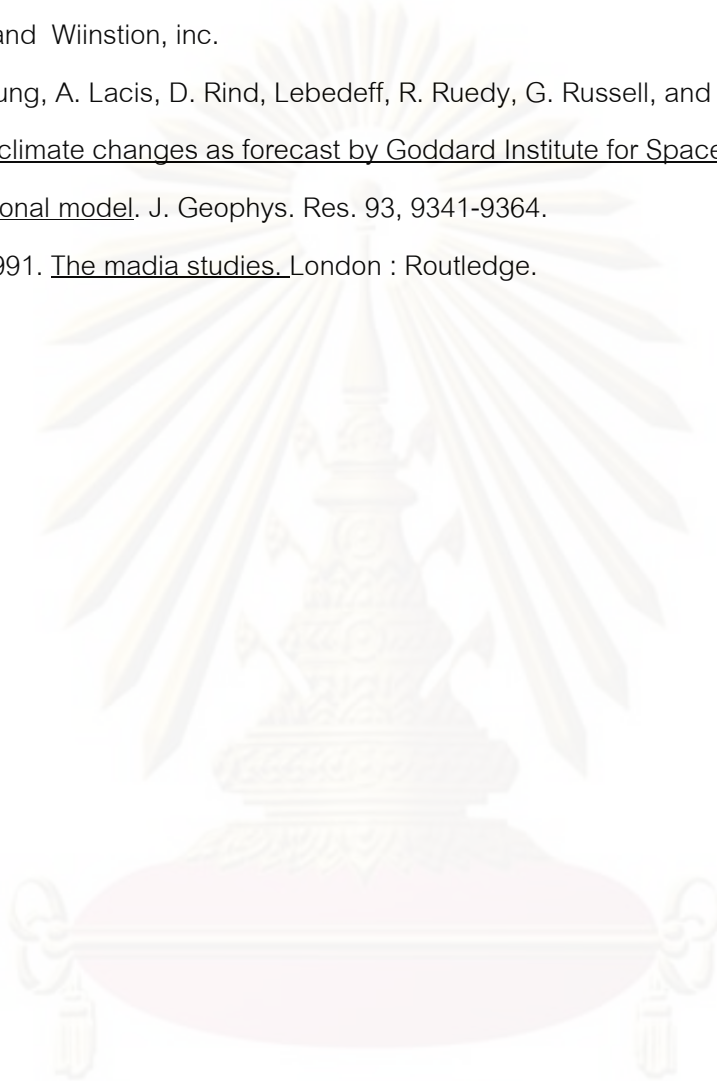 and Wiinstion, inc.
ung, A. Lacis, D. Rind, Lebedeff, R. Ruedy, G. Russell, and
climate changes as forecast by Goddard Institute for Space
onal model. J. Geophys. Res. 93, 9341-9364.
991. The madia studies. London : Routledge.